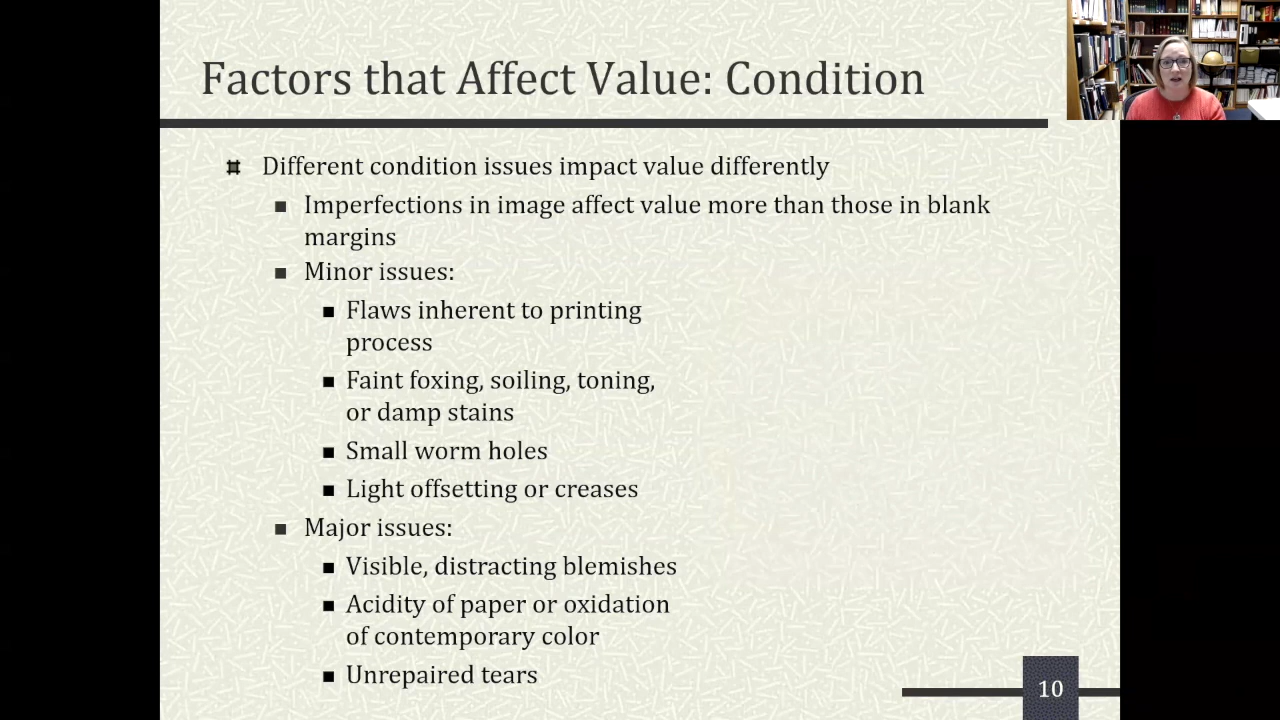 Factors that Affect Value: Condition
Different condition issues impact value differently
Imperfections in image affect value more than those in blank
margins
Minor issues:
Flaws inherent to printing
process
Faint foxing, soiling, toning,
or damp stains
Small worm holes
Light offsetting or creases
Major issues:
Visible, distracting blemishes
Acidity of paper or oxidation
of contemporary color
Unrepaired tears
10